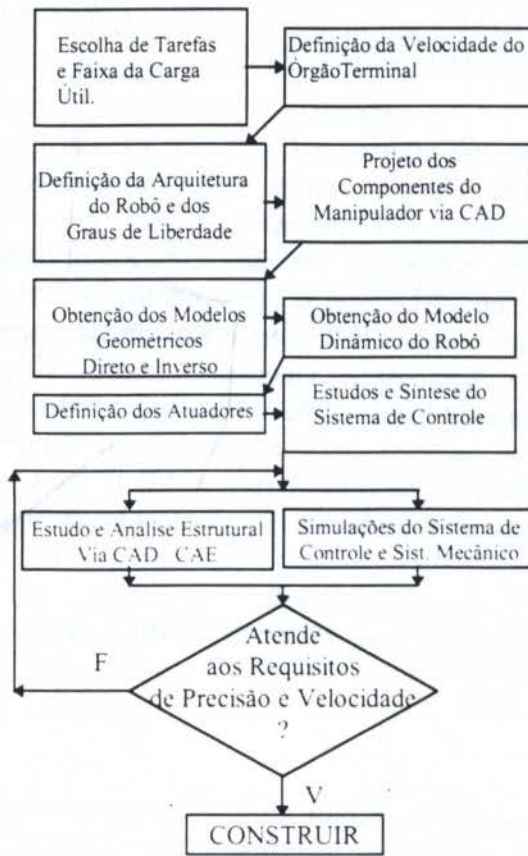 Escolha de Tarefas
e Faixa da Carga
Útil.
Definição da Velocidade do
ÓrgãoTerminal
Definição da Arquitetura
do Robô e dos
Graus de Liberdade
Projeto dos
Componentes do
Manipulador via CAD
Obtenção dos Modelos
Geométricos
Direto e Inverso
Obtenção do Modelo
Dinâmico do Robô
Definição dos Atuadores
Estudos e Síntese do
Sistema de Controle
Estudo e Análise Estrutural
Via CAD CAE
Simulações do Sistema de
Controle e Sist. Mecânico
Atende
aos Requisitos
de Precisão e Velocidade
?
F
V
CONSTRUIR